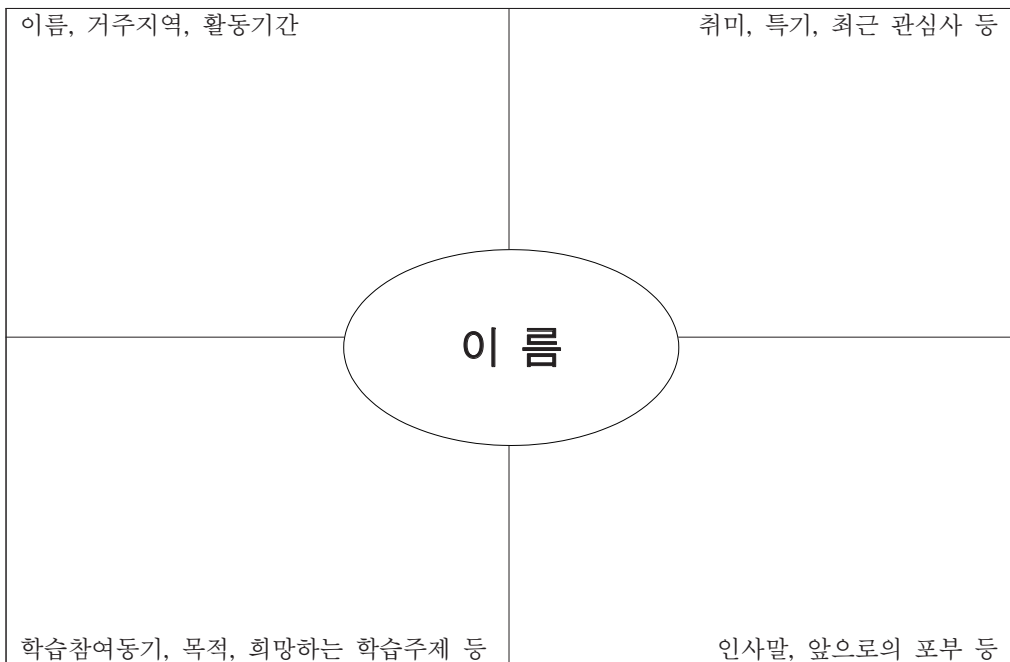 이름, 거주지역, 활동기간
취미, 특기, 최근 관심사 등
이 름
학습참여동기, 목적, 희망하는 학습주제 등
인사말, 앞으로의 포부 등